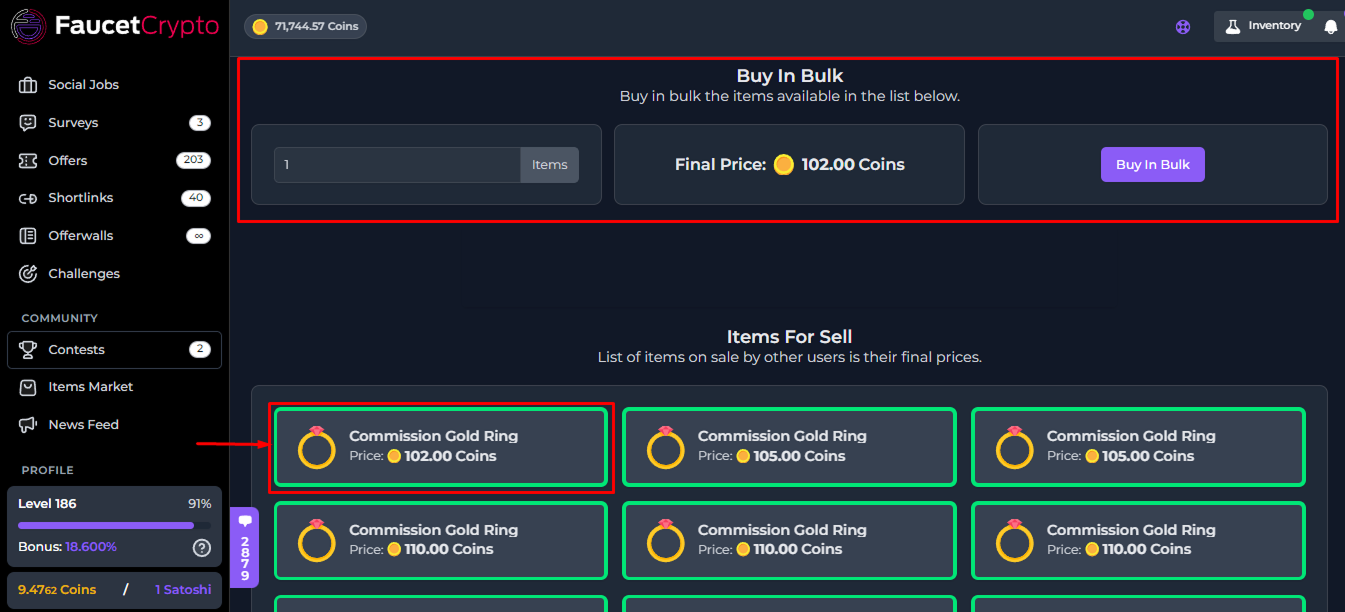 FaucetCrypto
71,744.57 Coins
Inventory
Social Jobs
Surveys 3
Offers 203
Shortlinks 40
Offerwalls ∞
Challenges
COMMUNITY
Contests 2
Items Market
News Feed
PROFILE
Level 186 91%
Bonus: 18.600% ?
9.4762 Coins / 1 Satoshi
2879
Buy In Bulk
Buy in bulk the items available in the list below.
1 Items
Final Price: 102.00 Coins
Buy In Bulk
Items For Sell
List of items on sale by other users is their final prices.
Commission Gold Ring
Price: 102.00 Coins
Commission Gold Ring
Price: 105.00 Coins
Commission Gold Ring
Price: 105.00 Coins
Commission Gold Ring
Price: 110.00 Coins
Commission Gold Ring
Price: 110.00 Coins
Commission Gold Ring
Price: 110.00 Coins